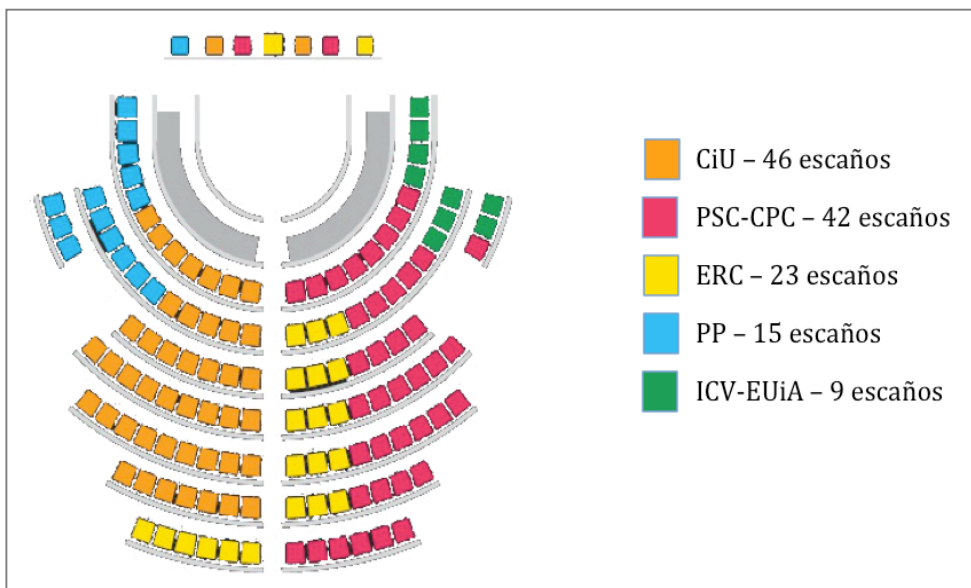 CiU – 46 escaños
PSC-CPC – 42 escaños
ERC – 23 escaños
PP – 15 escaños
ICV-EUiA – 9 escaños